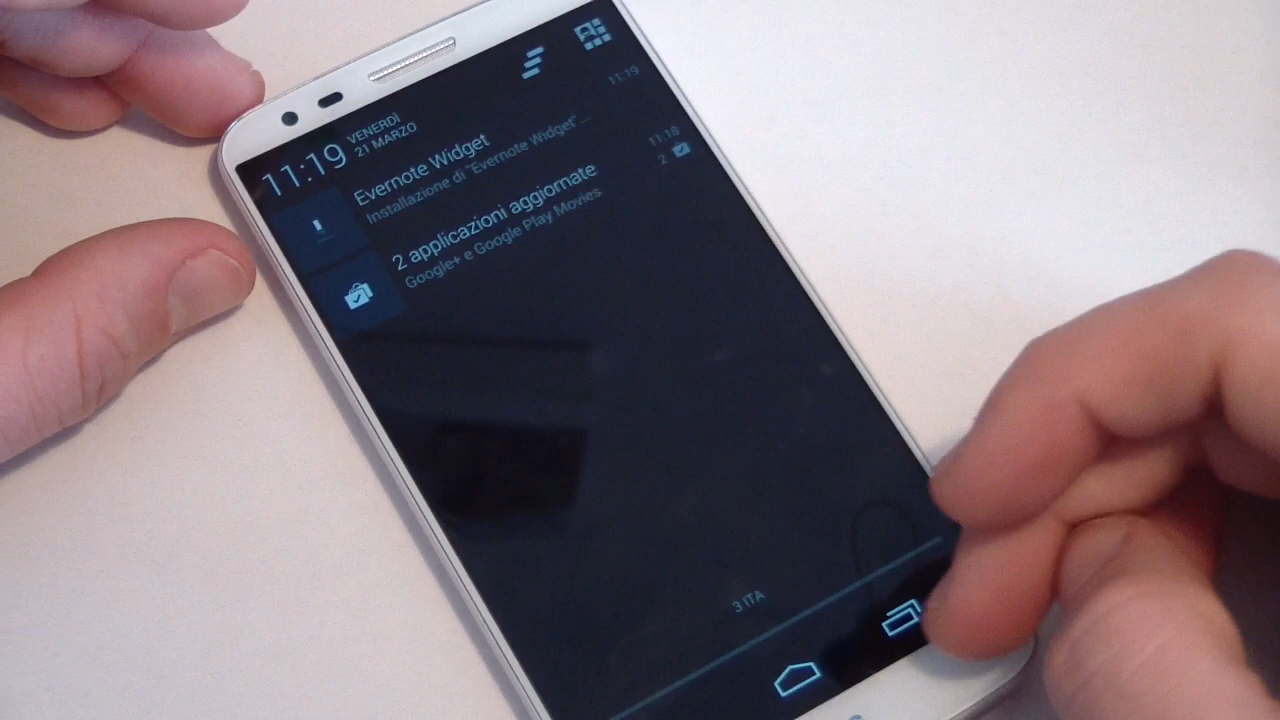 11:19
VENERDÌ
21 MARZO
Evernote Widget
11:19
Installazione di "Evernote Widget" ...
2 applicazioni aggiornate
11:18
Google+ e Google Play Movies
2
3 ITA